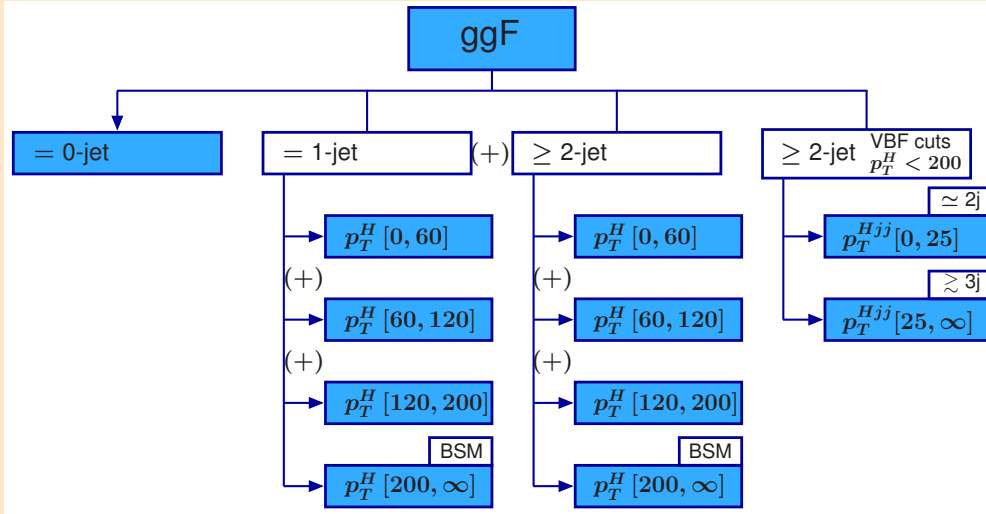 ggF
= 0-jet
= 1-jet
(+)
≥ 2-jet
≥ 2-jet VBF cuts
p_T^H < 200
p_T^H [0, 60]
(+)
p_T^H [60, 120]
(+)
p_T^H [120, 200]
BSM
p_T^H [200, ∞]
p_T^H [0, 60]
(+)
p_T^H [60, 120]
(+)
p_T^H [120, 200]
BSM
p_T^H [200, ∞]
≃ 2j
p_T^{Hjj} [0, 25]
≳ 3j
p_T^{Hjj} [25, ∞]